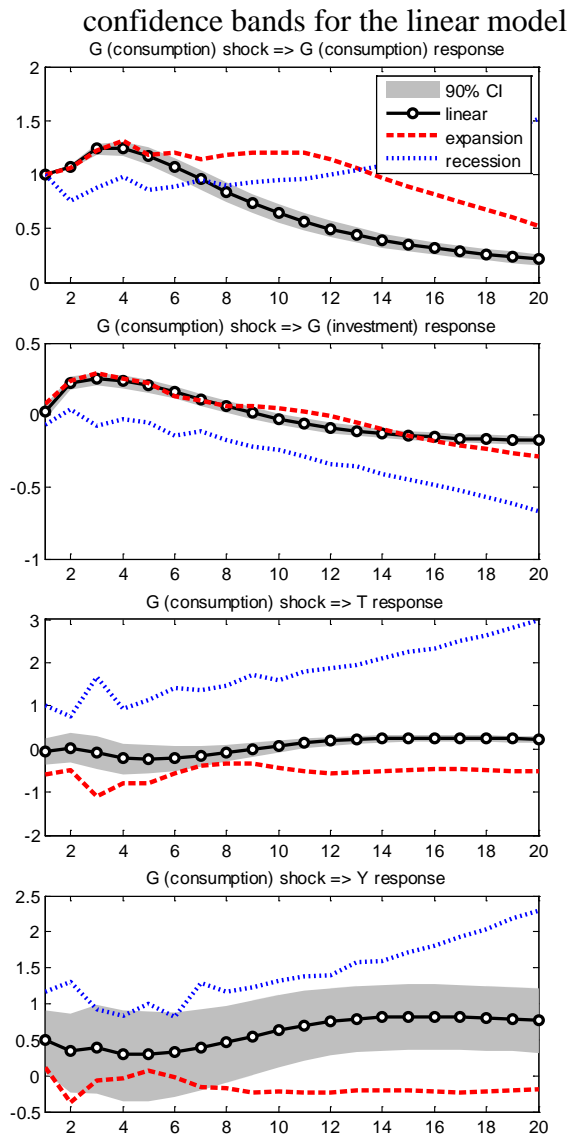 confidence bands for the linear model
G (consumption) shock => G (consumption) response
2
1.5
1
0.5
0
90% CI
linear
expansion
recession
2 4 6 8 10 12 14 16 18 20
G (consumption) shock => G (investment) response
0.5
0
-0.5
-1
2 4 6 8 10 12 14 16 18 20
G (consumption) shock => T response
3
2
1
0
-1
-2
2 4 6 8 10 12 14 16 18 20
G (consumption) shock => Y response
2.5
2
1.5
1
0.5
0
-0.5
2 4 6 8 10 12 14 16 18 20